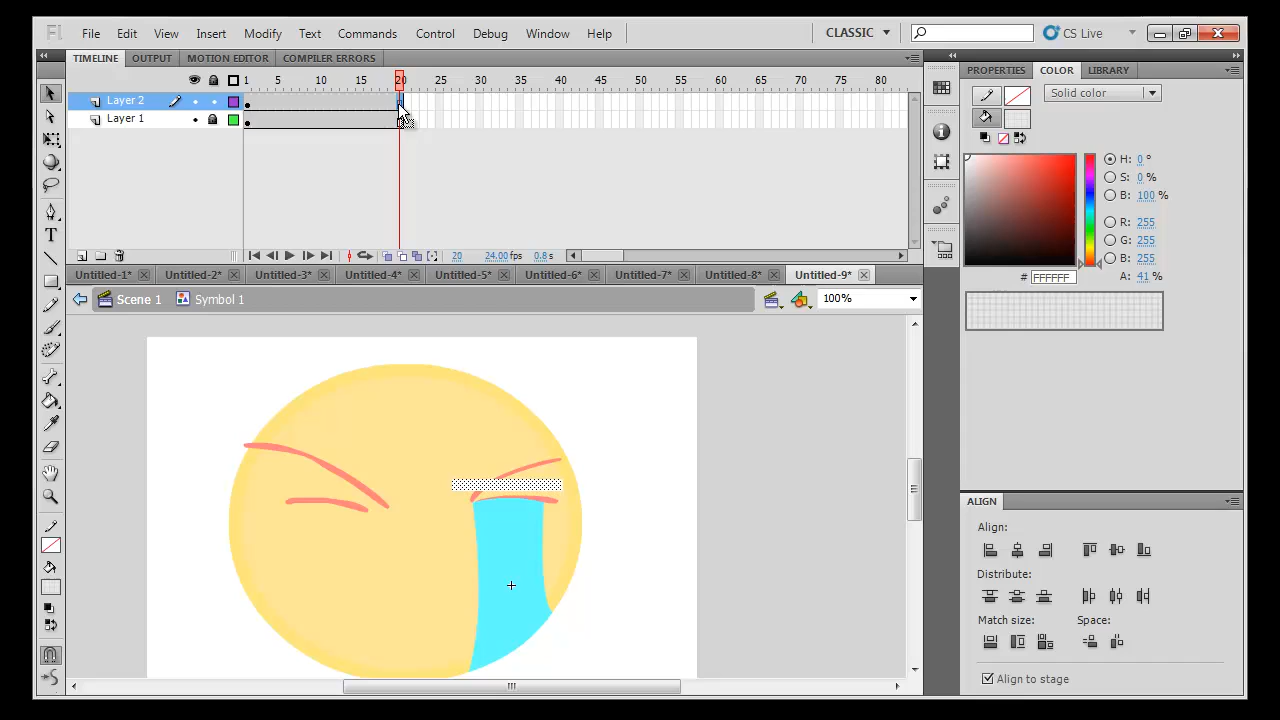 Fl File Edit View Insert Modify Text Commands Control Debug Window Help CLASSIC CS Live
TIMELINE OUTPUT MOTION EDITOR COMPILER ERRORS
1 5 10 15 20 25 30 35 40 45 50 55 60 65 70 75 80
Layer 2
Layer 1
20 24.00 fps 0.8 s
Untitled-1* Untitled-2* Untitled-3* Untitled-4* Untitled-5* Untitled-6* Untitled-7* Untitled-8* Untitled-9*
Scene 1 Symbol 1 100%
PROPERTIES COLOR LIBRARY
Solid color
H: 0 °
S: 0 %
B: 100 %
R: 255
G: 255
B: 255
# FFFFFF A: 41 %
ALIGN
Align:
Distribute:
Match size: Space:
Align to stage